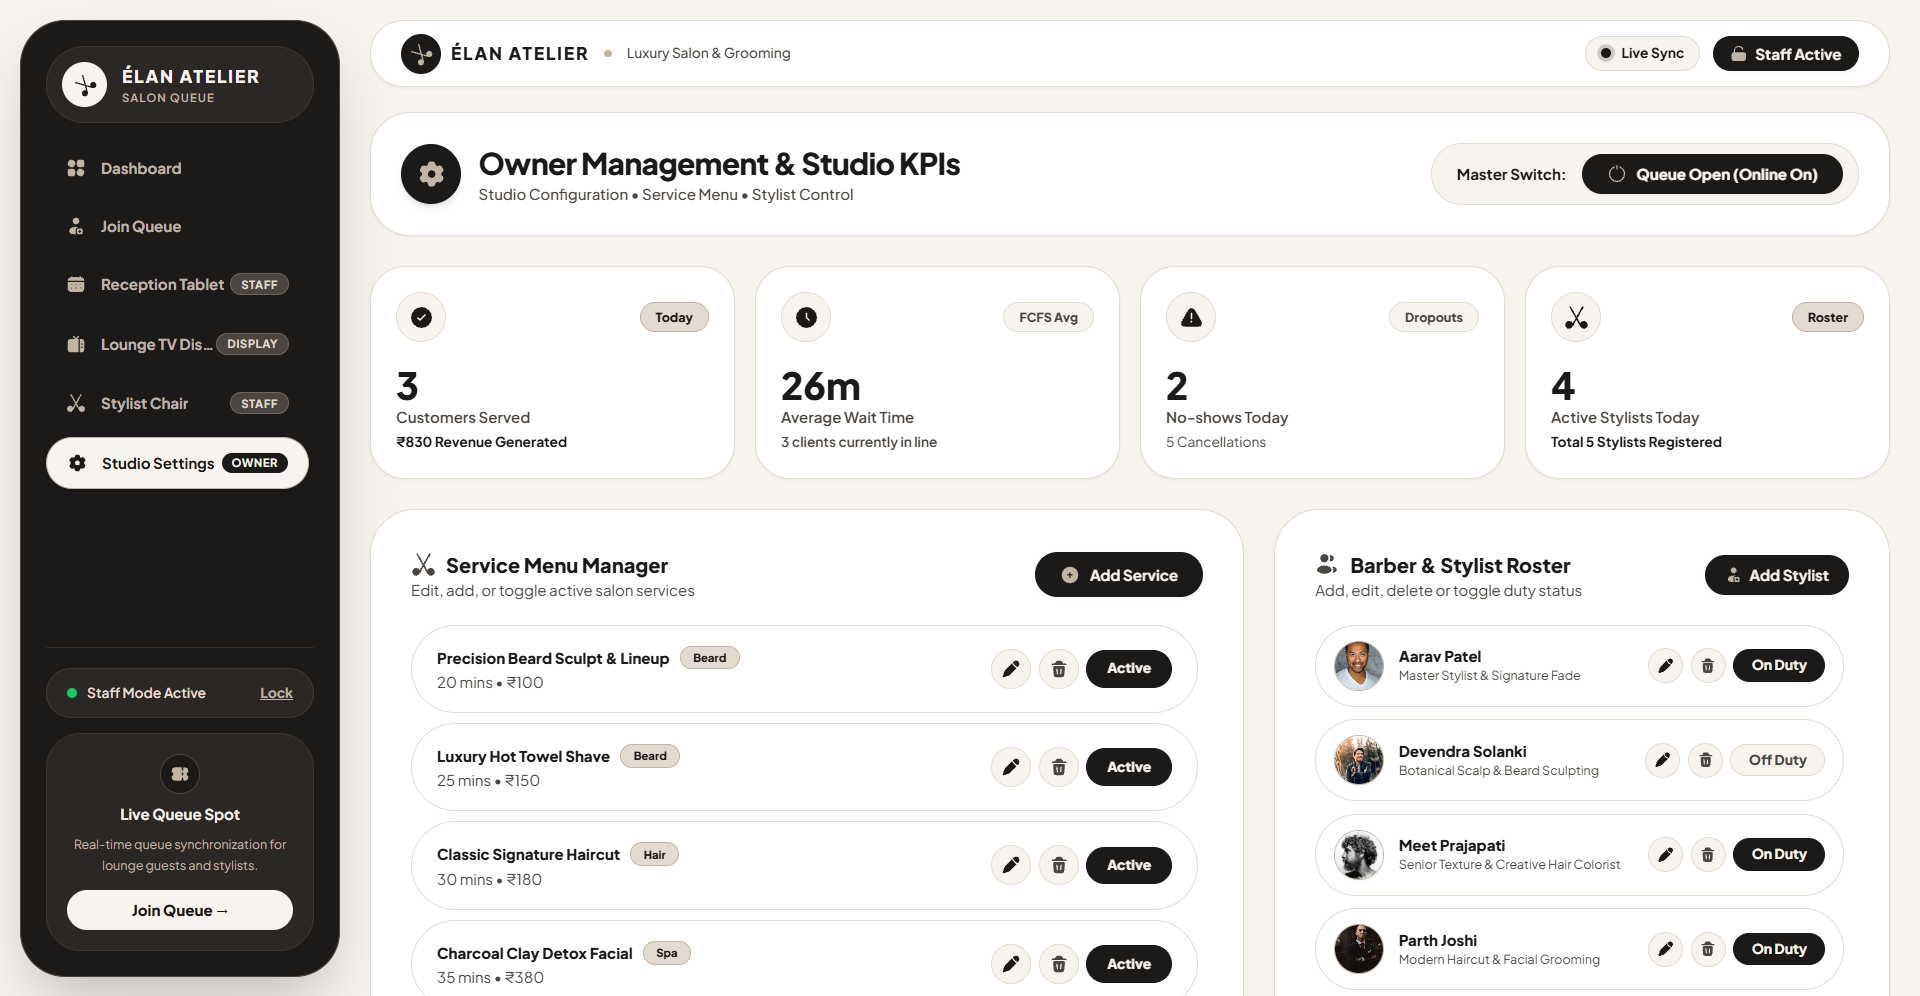 ÉLAN ATELIER
SALON QUEUE
Dashboard
Join Queue
Reception Tablet STAFF
Lounge TV Dis... DISPLAY
Stylist Chair STAFF
Studio Settings OWNER
Staff Mode Active Lock
Live Queue Spot
Real-time queue synchronization for
lounge guests and stylists.
Join Queue →
ÉLAN ATELIER • Luxury Salon & Grooming
Live Sync
Staff Active
Owner Management & Studio KPIs
Studio Configuration • Service Menu • Stylist Control
Master Switch: Queue Open (Online On)
Today
3
Customers Served
₹830 Revenue Generated
FCFS Avg
26m
Average Wait Time
3 clients currently in line
Dropouts
2
No-shows Today
5 Cancellations
Roster
4
Active Stylists Today
Total 5 Stylists Registered
Service Menu Manager
Edit, add, or toggle active salon services
Add Service
Precision Beard Sculpt & Lineup Beard
20 mins • ₹100
Active
Luxury Hot Towel Shave Beard
25 mins • ₹150
Active
Classic Signature Haircut Hair
30 mins • ₹180
Active
Charcoal Clay Detox Facial Spa
35 mins • ₹380
Active
Barber & Stylist Roster
Add, edit, delete or toggle duty status
Add Stylist
Aarav Patel
Master Stylist & Signature Fade
On Duty
Devendra Solanki
Botanical Scalp & Beard Sculpting
Off Duty
Meet Prajapati
Senior Texture & Creative Hair Colorist
On Duty
Parth Joshi
Modern Haircut & Facial Grooming
On Duty